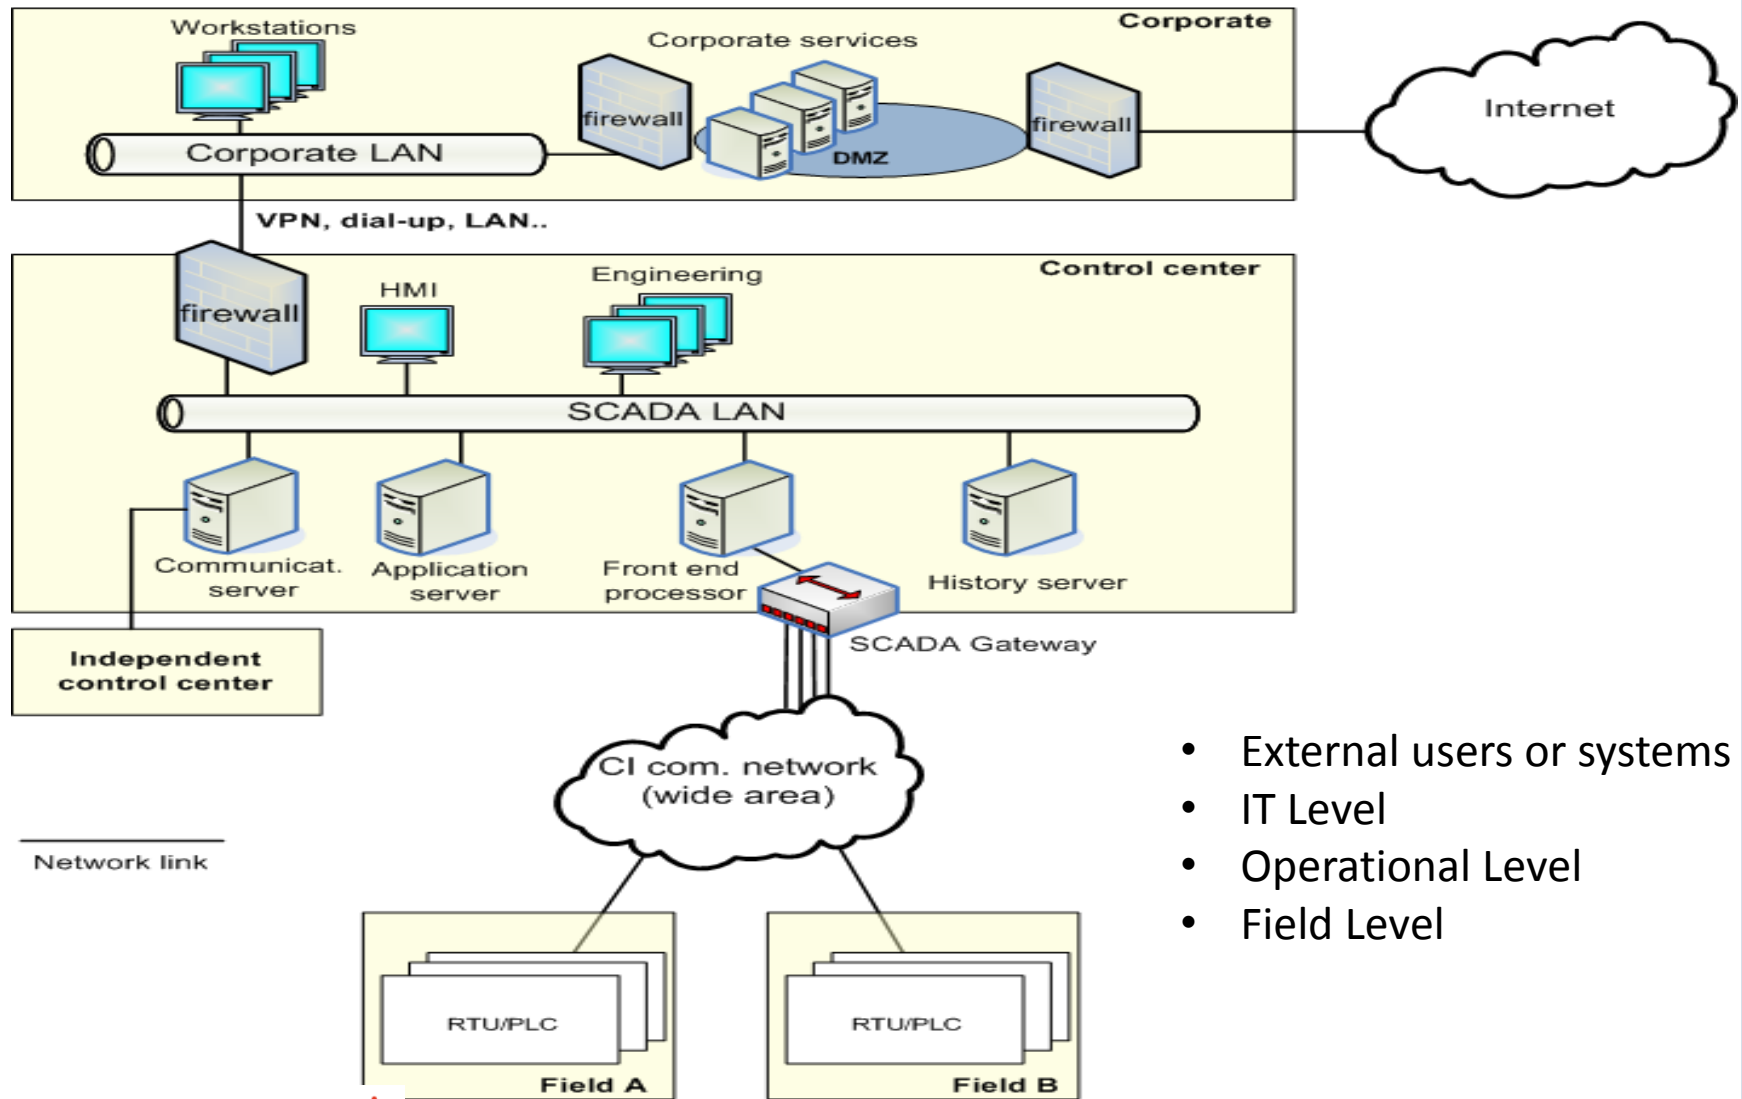 Corporate
Workstations
Corporate services
firewall
firewall
Internet
Corporate LAN
DMZ
VPN, dial-up, LAN..
Control center
Engineering
HMI
firewall
SCADA LAN
Communicat.
server
Application
server
Front end
processor
History server
SCADA Gateway
Independent
control center
CI com. network
(wide area)
Network link
• External users or systems
• IT Level
• Operational Level
• Field Level
RTU/PLC
RTU/PLC
Field A
Field B